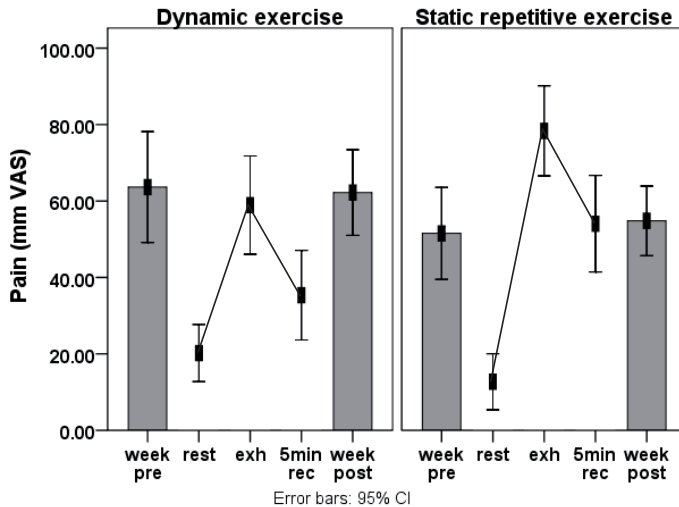 Dynamic exercise
Static repetitive exercise
Pain (mm VAS)
100.00
80.00
60.00
40.00
20.00
0.00
week pre
rest
exh
5min rec
week post
week pre
rest
exh
5min rec
week post
Error bars: 95% CI